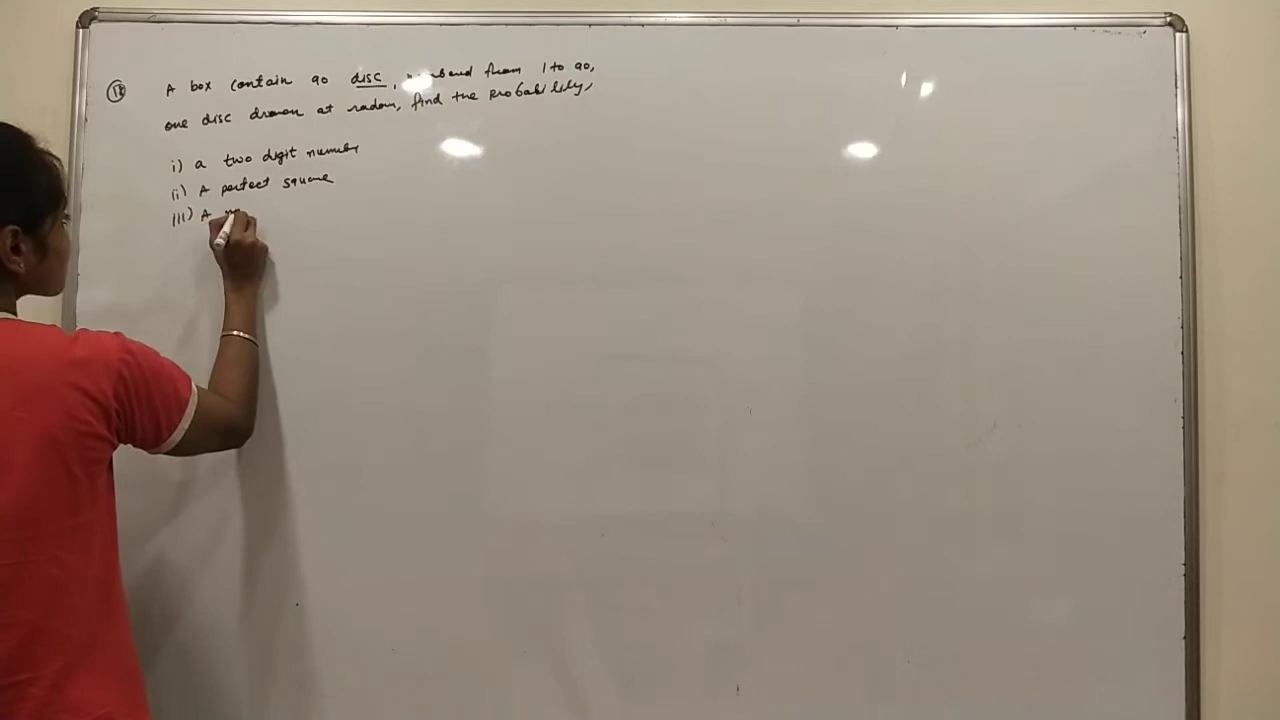 18 A box contain 90 disc, numbered from 1 to 90,
one disc drawn at radom, find the probability,
i) a two digit number
ii) A perfect square
iii) A